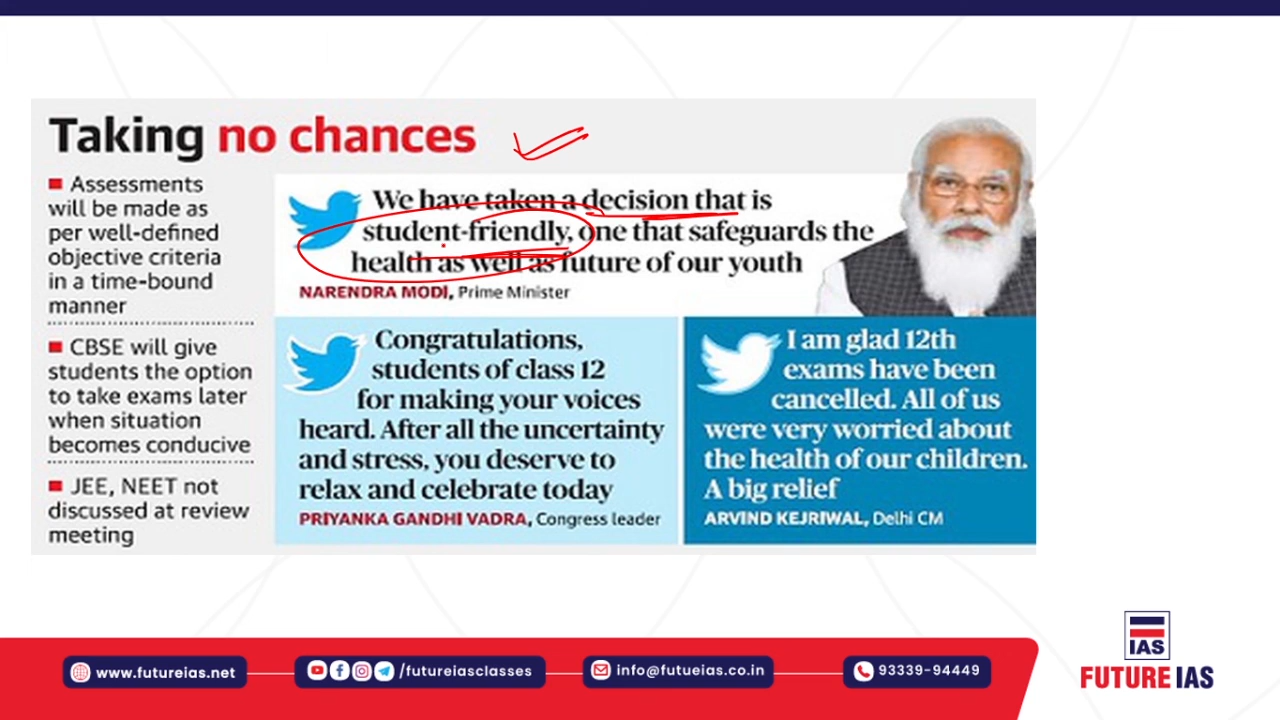 Taking no chances
Assessments
will be made as
per well-defined
objective criteria
in a time-bound
manner
CBSE will give
students the option
to take exams later
when situation
becomes conducive
JEE, NEET not
discussed at review
meeting
We have taken a decision that is
student-friendly, one that safeguards the
health as well as future of our youth
NARENDRA MODI, Prime Minister
Congratulations,
students of class 12
for making your voices
heard. After all the uncertainty
and stress, you deserve to
relax and celebrate today
PRIYANKA GANDHI VADRA, Congress leader
I am glad 12th
exams have been
cancelled. All of us
were very worried about
the health of our children.
A big relief
ARVIND KEJRIWAL, Delhi CM
www.futureias.net
/futureiasclasses
info@futueias.co.in
93339-94449
IAS
FUTURE IAS